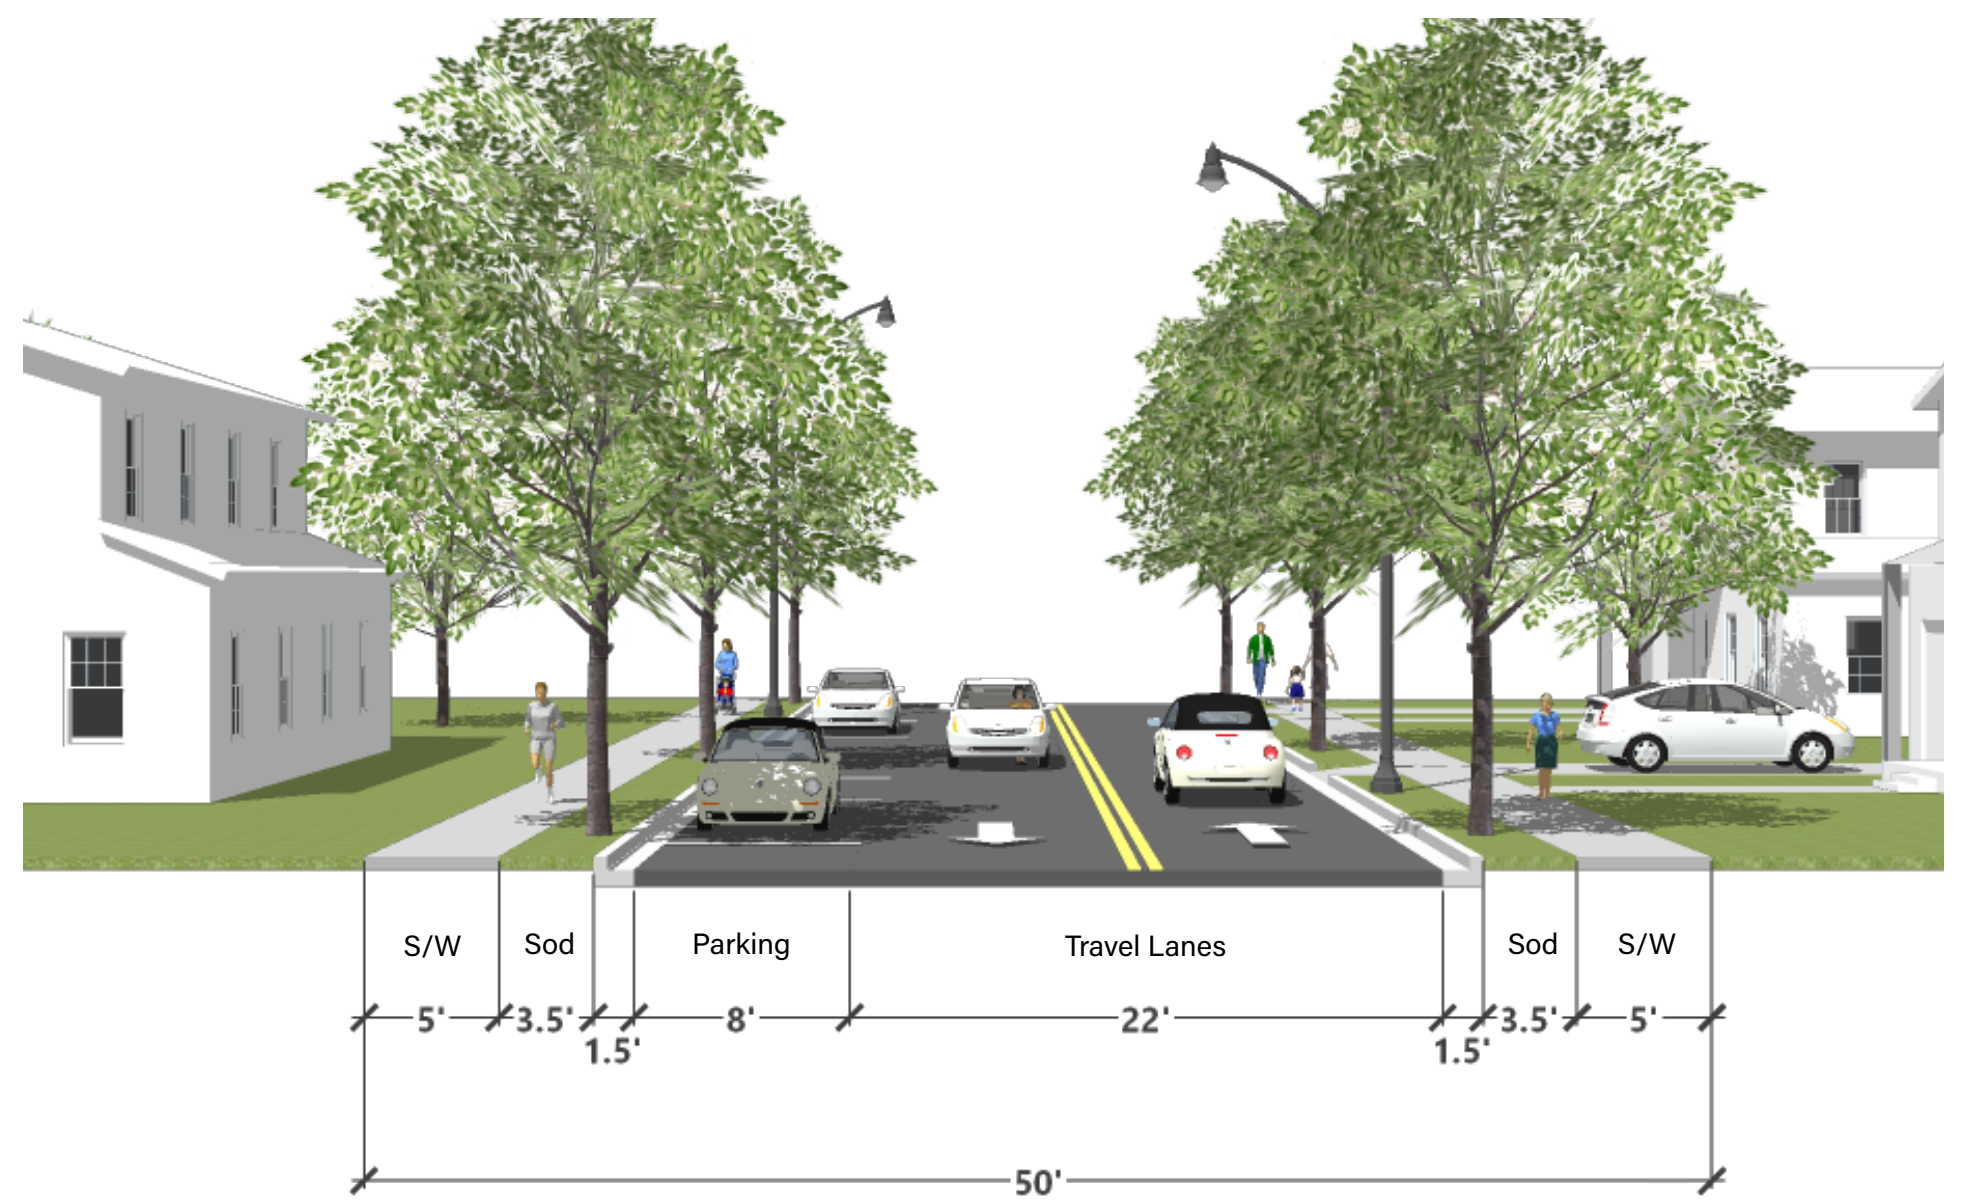 S/W Sod Parking Travel Lanes Sod S/W
5' 3.5' 8' 22' 3.5' 5'
1.5' 1.5'
50'